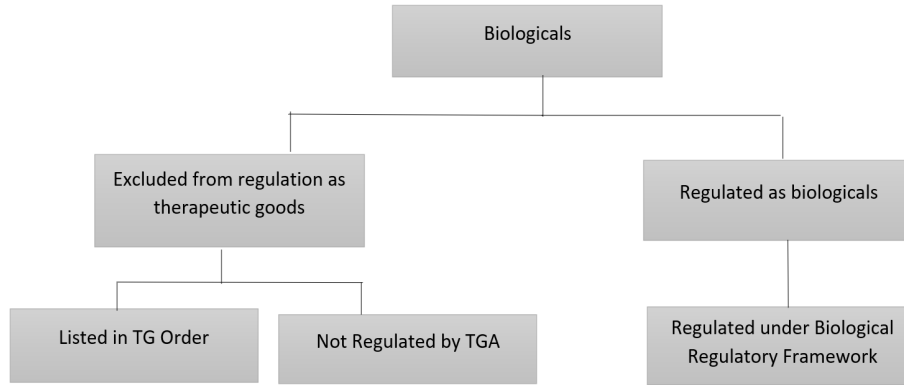 Biologicals
Excluded from regulation as
therapeutic goods
Regulated as biologicals
Listed in TG Order
Not Regulated by TGA
Regulated under Biological
Regulatory Framework